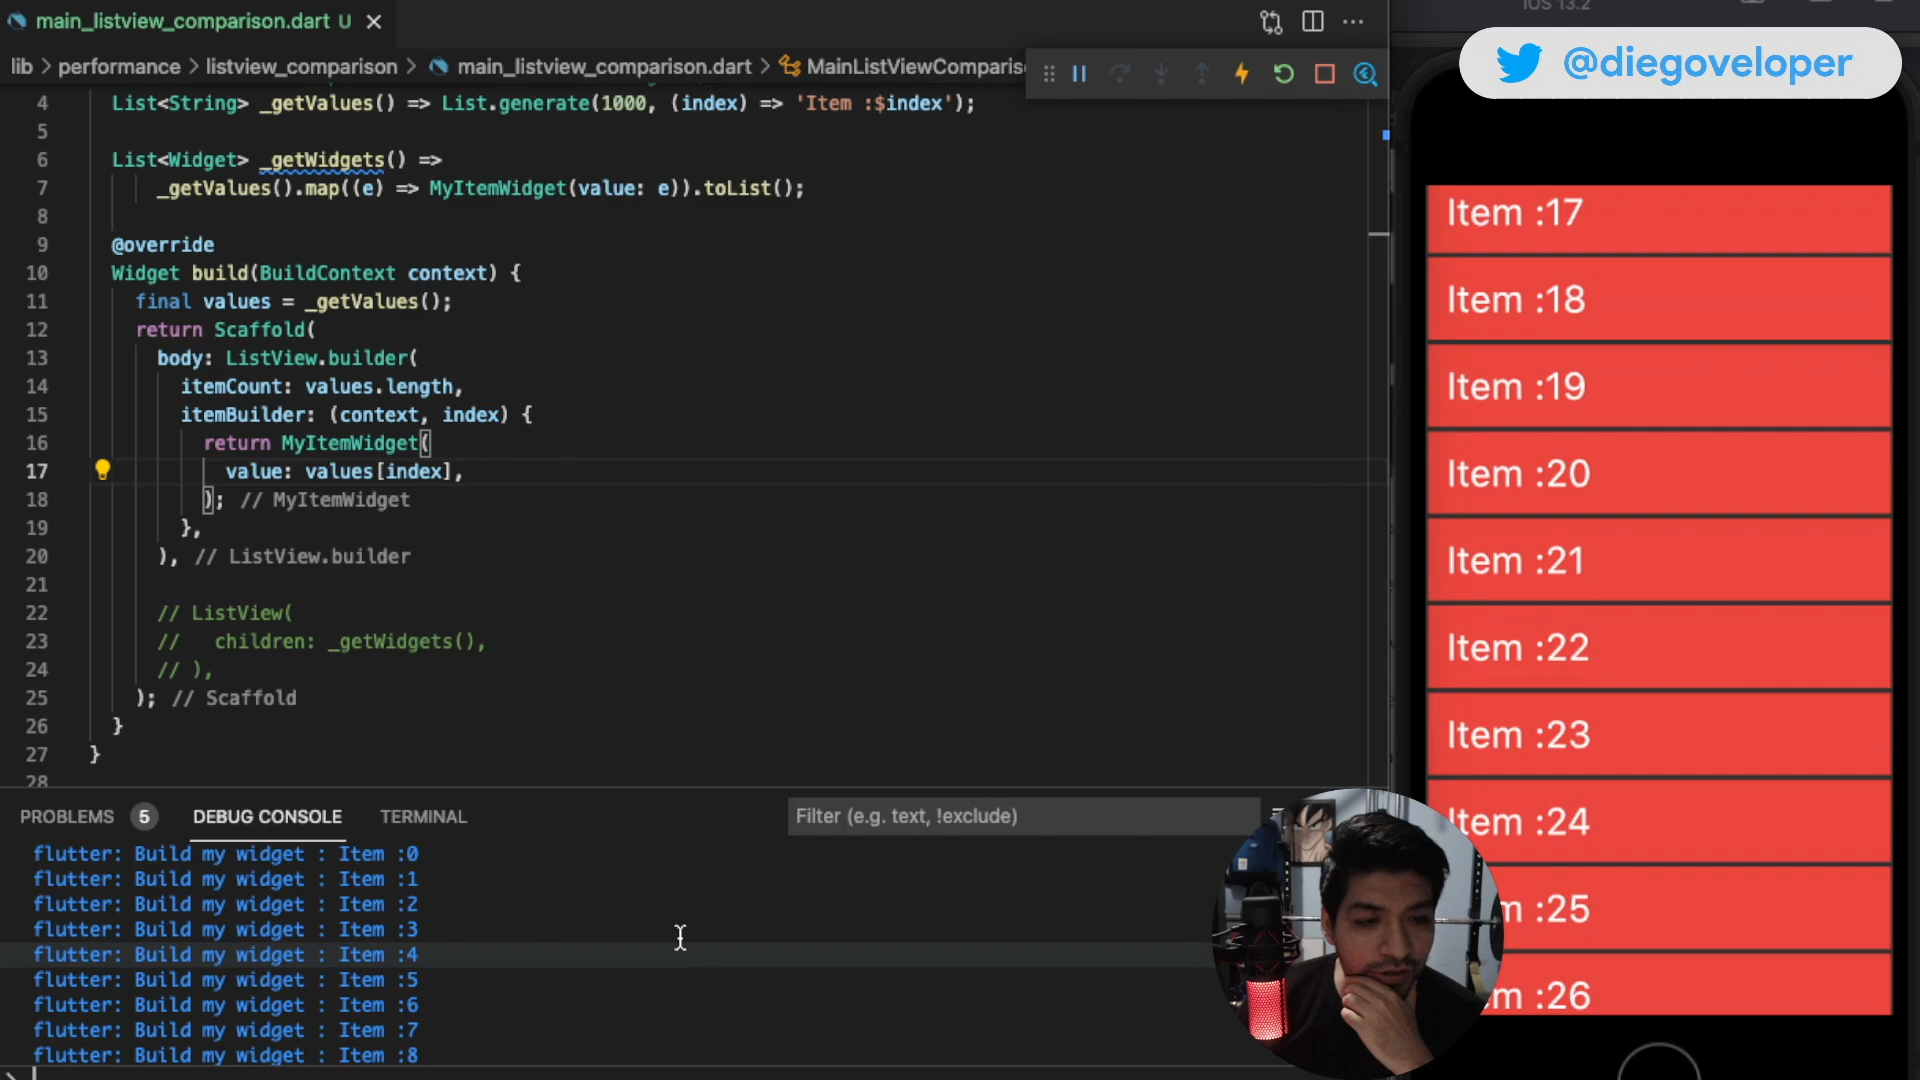 main_listview_comparison.dart U
iOS 13.2
@diegoveloper
lib > performance > listview_comparison > main_listview_comparison.dart > MainListViewComparis
4 List<String> _getValues() => List.generate(1000, (index) => 'Item :$index');
5
6 List<Widget> _getWidgets() =>
7 _getValues().map((e) => MyItemWidget(value: e)).toList();
8
9 @override
10 Widget build(BuildContext context) {
11 final values = _getValues();
12 return Scaffold(
13 body: ListView.builder(
14 itemCount: values.length,
15 itemBuilder: (context, index) {
16 return MyItemWidget(
17 value: values[index],
18 ); // MyItemWidget
19 },
20 ), // ListView.builder
21
22 // ListView(
23 //   children: _getWidgets(),
24 // ),
25 ); // Scaffold
26 }
27 }
28
Item :17
Item :18
Item :19
Item :20
Item :21
Item :22
Item :23
Item :24
m :25
m :26
PROBLEMS 5 DEBUG CONSOLE TERMINAL Filter (e.g. text, !exclude)
flutter: Build my widget : Item :0
flutter: Build my widget : Item :1
flutter: Build my widget : Item :2
flutter: Build my widget : Item :3
flutter: Build my widget : Item :4
flutter: Build my widget : Item :5
flutter: Build my widget : Item :6
flutter: Build my widget : Item :7
flutter: Build my widget : Item :8